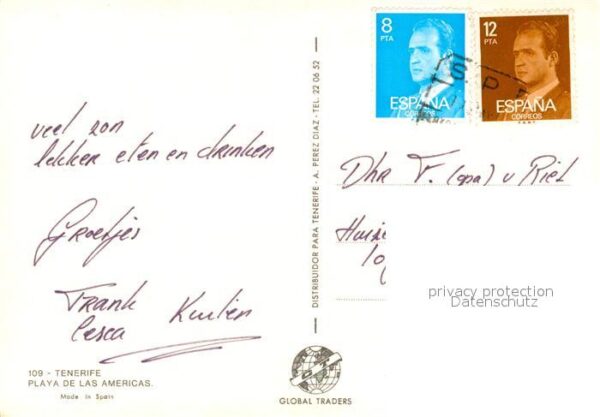 8
PTA
ESPAÑA
CORREOS
12
PTA
ESPAÑA
CORREOS
veel zon
lekker eten en drinken
Groetjes
Frank
Cesca
109 - TENERIFE
PLAYA DE LAS AMERICAS.
Made in Spain
DISTRIBUIDOR PARA TENERIFE - A. PEREZ DIAZ - TEL. 22 06 52
Dhr F. (opa) v Riel
privacy protection
Datenschutz
GLOBAL TRADERS